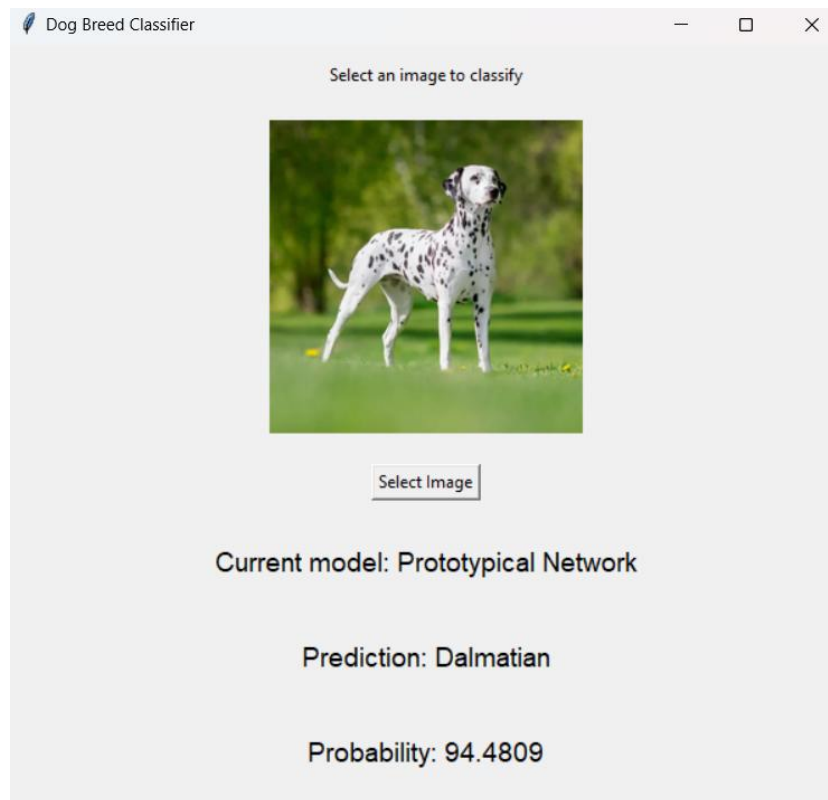 Dog Breed Classifier
Select an image to classify
Select Image
Current model: Prototypical Network
Prediction: Dalmatian
Probability: 94.4809